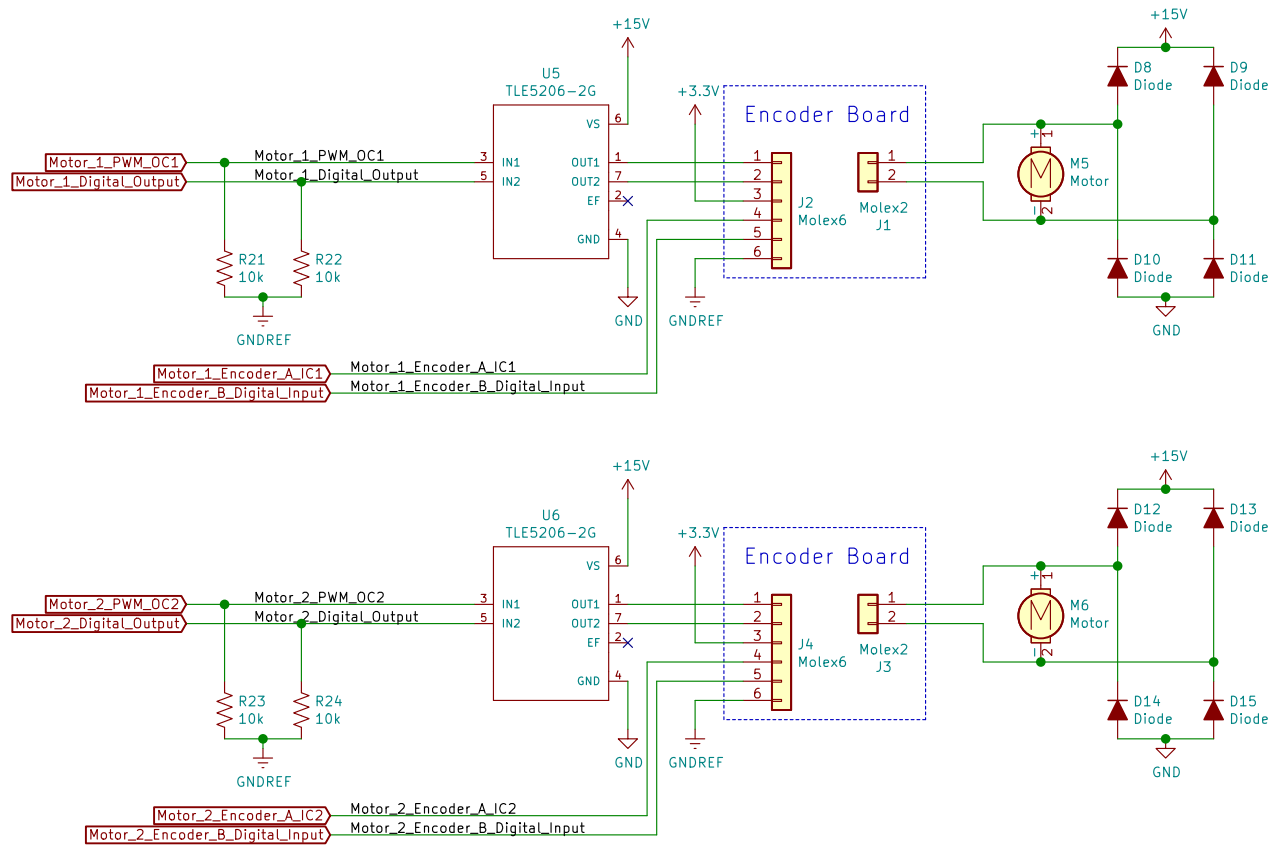 +15V
+15V
U5
TLE5206-2G
D8
Diode
D9
Diode
+3.3V
Encoder Board
6
VS
Motor_1_PWM_OC1
Motor_1_PWM_OC1
3
IN1
OUT1
1
1
1
+
1
Motor_1_Digital_Output
Motor_1_Digital_Output
5
IN2
OUT2
7
2
2
M5
Motor
EF
2
3
J2
Molex6
Molex2
J1
-
2
4
GND
4
5
6
R21
10k
R22
10k
D10
Diode
D11
Diode
GNDREF
GND
GNDREF
GND
Motor_1_Encoder_A_IC1
Motor_1_Encoder_A_IC1
Motor_1_Encoder_B_Digital_Input
Motor_1_Encoder_B_Digital_Input
+15V
+15V
U6
TLE5206-2G
D12
Diode
D13
Diode
+3.3V
Encoder Board
6
VS
Motor_2_PWM_OC2
Motor_2_PWM_OC2
3
IN1
OUT1
1
1
1
+
1
Motor_2_Digital_Output
Motor_2_Digital_Output
5
IN2
OUT2
7
2
2
M6
Motor
EF
2
3
J4
Molex6
Molex2
J3
-
2
4
GND
4
5
6
R23
10k
R24
10k
D14
Diode
D15
Diode
GNDREF
GND
GNDREF
GND
Motor_2_Encoder_A_IC2
Motor_2_Encoder_A_IC2
Motor_2_Encoder_B_Digital_Input
Motor_2_Encoder_B_Digital_Input